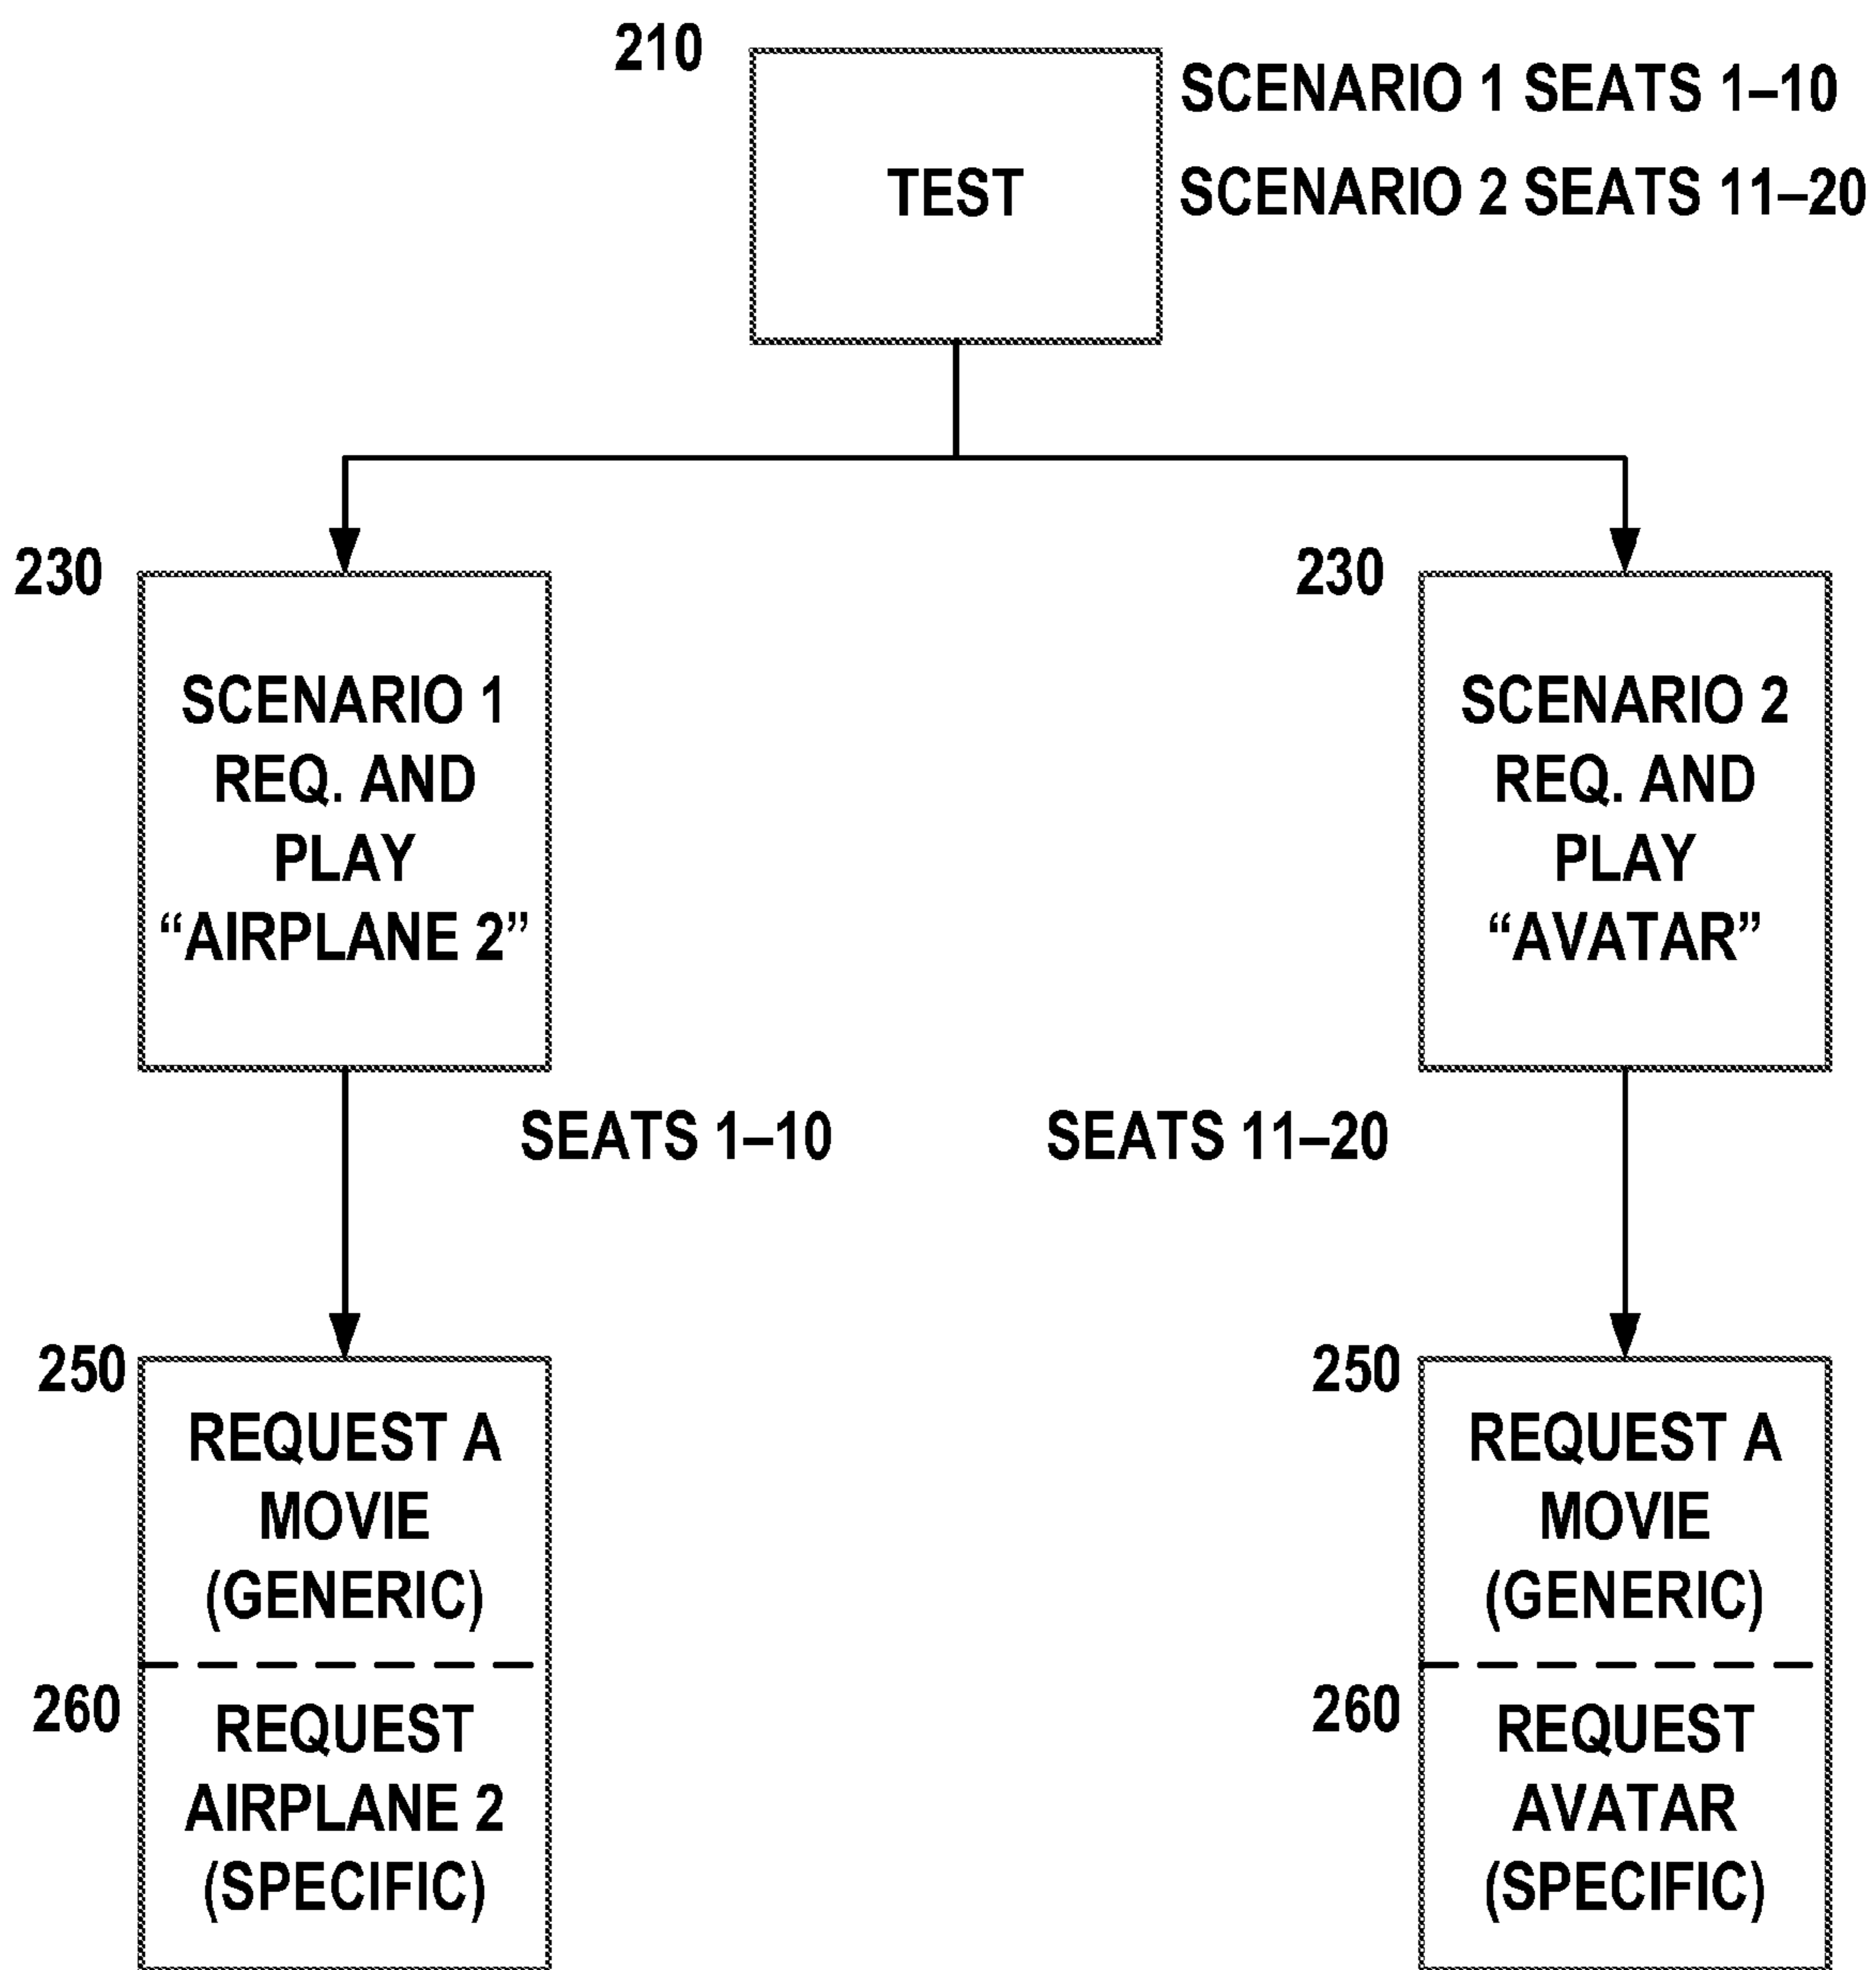 210
SCENARIO 1 SEATS 1–10
TEST
SCENARIO 2 SEATS 11–20
230
SCENARIO 1
REQ. AND
PLAY
“AIRPLANE 2”
230
SCENARIO 2
REQ. AND
PLAY
“AVATAR”
SEATS 1–10
SEATS 11–20
250
REQUEST A
MOVIE
(GENERIC)
260
REQUEST
AIRPLANE 2
(SPECIFIC)
250
REQUEST A
MOVIE
(GENERIC)
260
REQUEST
AVATAR
(SPECIFIC)